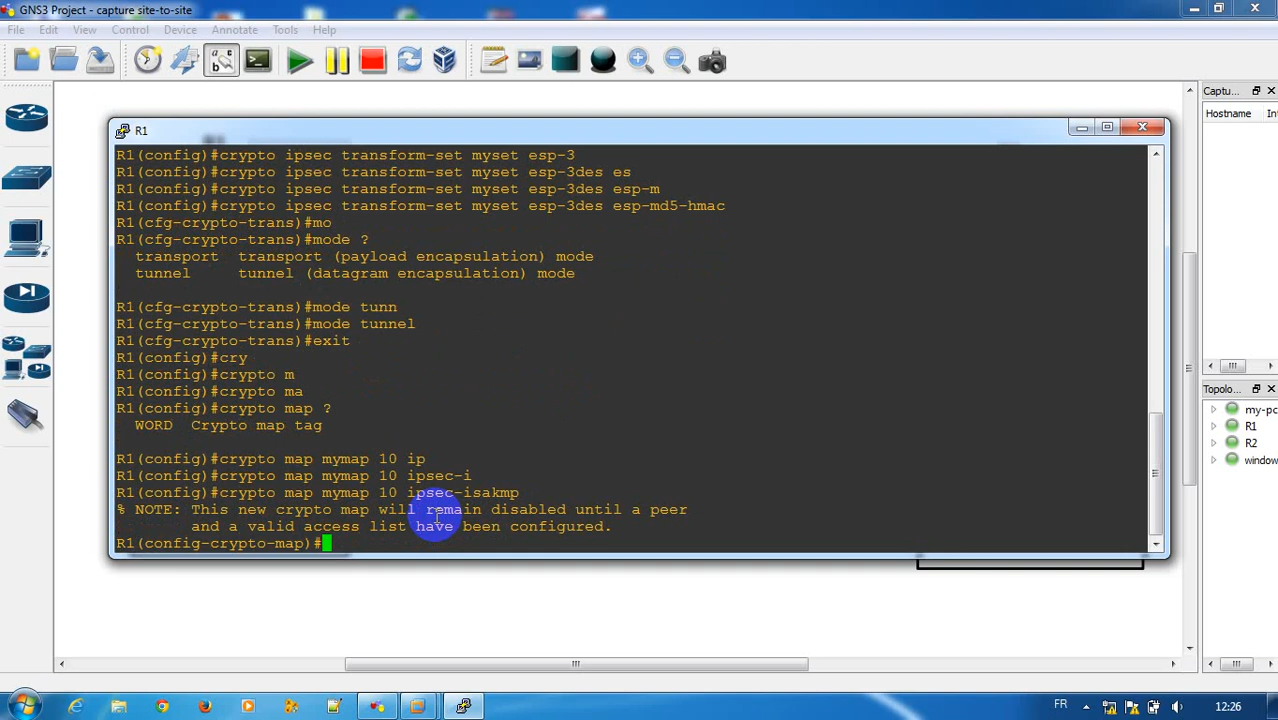 GNS3 Project - capture site-to-site
File Edit View Control Device Annotate Tools Help
R1
R1(config)#crypto ipsec transform-set myset esp-3
R1(config)#crypto ipsec transform-set myset esp-3des es
R1(config)#crypto ipsec transform-set myset esp-3des esp-m
R1(config)#crypto ipsec transform-set myset esp-3des esp-md5-hmac
R1(cfg-crypto-trans)#mo
R1(cfg-crypto-trans)#mode ?
transport transport (payload encapsulation) mode
tunnel tunnel (datagram encapsulation) mode
R1(cfg-crypto-trans)#mode tunn
R1(cfg-crypto-trans)#mode tunnel
R1(cfg-crypto-trans)#exit
R1(config)#cry
R1(config)#crypto m
R1(config)#crypto ma
R1(config)#crypto map ?
WORD Crypto map tag
R1(config)#crypto map mymap 10 ip
R1(config)#crypto map mymap 10 ipsec-i
R1(config)#crypto map mymap 10 ipsec-isakmp
% NOTE: This new crypto map will remain disabled until a peer
and a valid access list have been configured.
R1(config-crypto-map)#
Captu...
Hostname Int
Topolo...
my-pc
R1
R2
window
FR
12:26